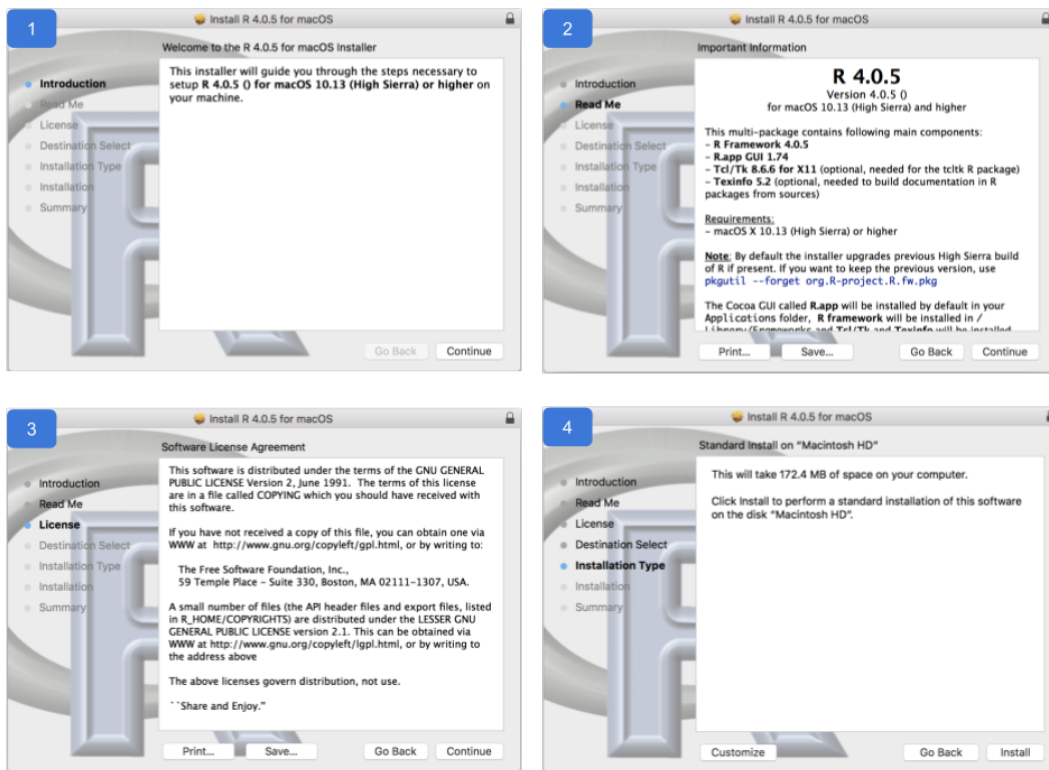 1
Install R 4.0.5 for macOS
Welcome to the R 4.0.5 for macOS Installer
Introduction
Read Me
License
Destination Select
Installation Type
Installation
Summary
This installer will guide you through the steps necessary to
setup R 4.0.5 () for macOS 10.13 (High Sierra) or higher on
your machine.
Go Back
Continue
2
Install R 4.0.5 for macOS
Important Information
Introduction
Read Me
License
Destination Select
Installation Type
Installation
Summary
R 4.0.5
Version 4.0.5 ()
for macOS 10.13 (High Sierra) and higher
This multi-package contains following main components:
- R Framework 4.0.5
- R.app GUI 1.74
- Tcl/Tk 8.6.6 for X11 (optional, needed for the tcltk R package)
- Texinfo 5.2 (optional, needed to build documentation in R
packages from sources)
Requirements:
- macOS X 10.13 (High Sierra) or higher
Note: By default the installer upgrades previous High Sierra build
of R if present. If you want to keep the previous version, use
pkgutil --forget org.R-project.R.fw.pkg
The Cocoa GUI called R.app will be installed by default in your
Applications folder, R framework will be installed in /
Library/Frameworks and Tcl/Tk and Texinfo will be installed
Print...
Save...
Go Back
Continue
3
Install R 4.0.5 for macOS
Software License Agreement
Introduction
Read Me
License
Destination Select
Installation Type
Installation
Summary
This software is distributed under the terms of the GNU GENERAL
PUBLIC LICENSE Version 2, June 1991. The terms of this license
are in a file called COPYING which you should have received with
this software.
If you have not received a copy of this file, you can obtain one via
WWW at http://www.gnu.org/copyleft/gpl.html, or by writing to:
The Free Software Foundation, Inc.,
59 Temple Place - Suite 330, Boston, MA 02111-1307, USA.
A small number of files (the API header files and export files, listed
in R_HOME/COPYRIGHTS) are distributed under the LESSER GNU
GENERAL PUBLIC LICENSE version 2.1. This can be obtained via
WWW at http://www.gnu.org/copyleft/lgpl.html, or by writing to
the address above
The above licenses govern distribution, not use.
``Share and Enjoy.''
Print...
Save...
Go Back
Continue
4
Install R 4.0.5 for macOS
Standard Install on "Macintosh HD"
Introduction
Read Me
License
Destination Select
Installation Type
Installation
Summary
This will take 172.4 MB of space on your computer.
Click Install to perform a standard installation of this software
on the disk "Macintosh HD".
Customize
Go Back
Install